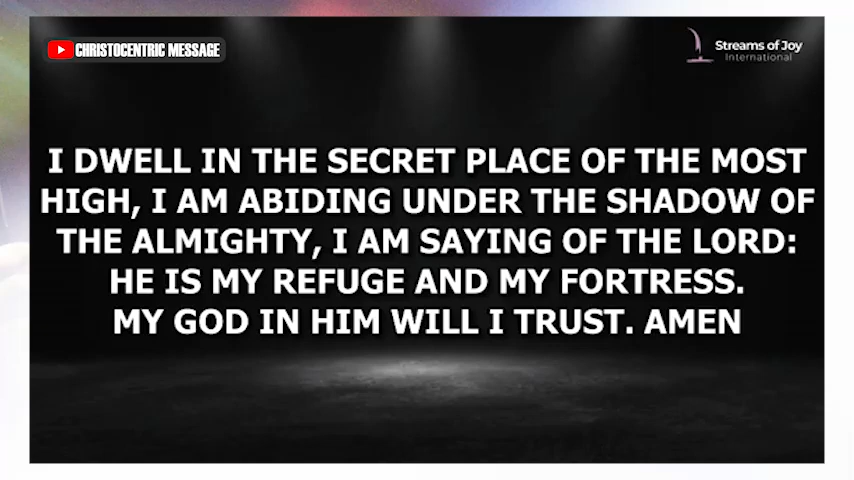 CHRISTOCENTRIC MESSAGE
Streams of Joy
International
I DWELL IN THE SECRET PLACE OF THE MOST
HIGH, I AM ABIDING UNDER THE SHADOW OF
THE ALMIGHTY, I AM SAYING OF THE LORD:
HE IS MY REFUGE AND MY FORTRESS.
MY GOD IN HIM WILL I TRUST. AMEN